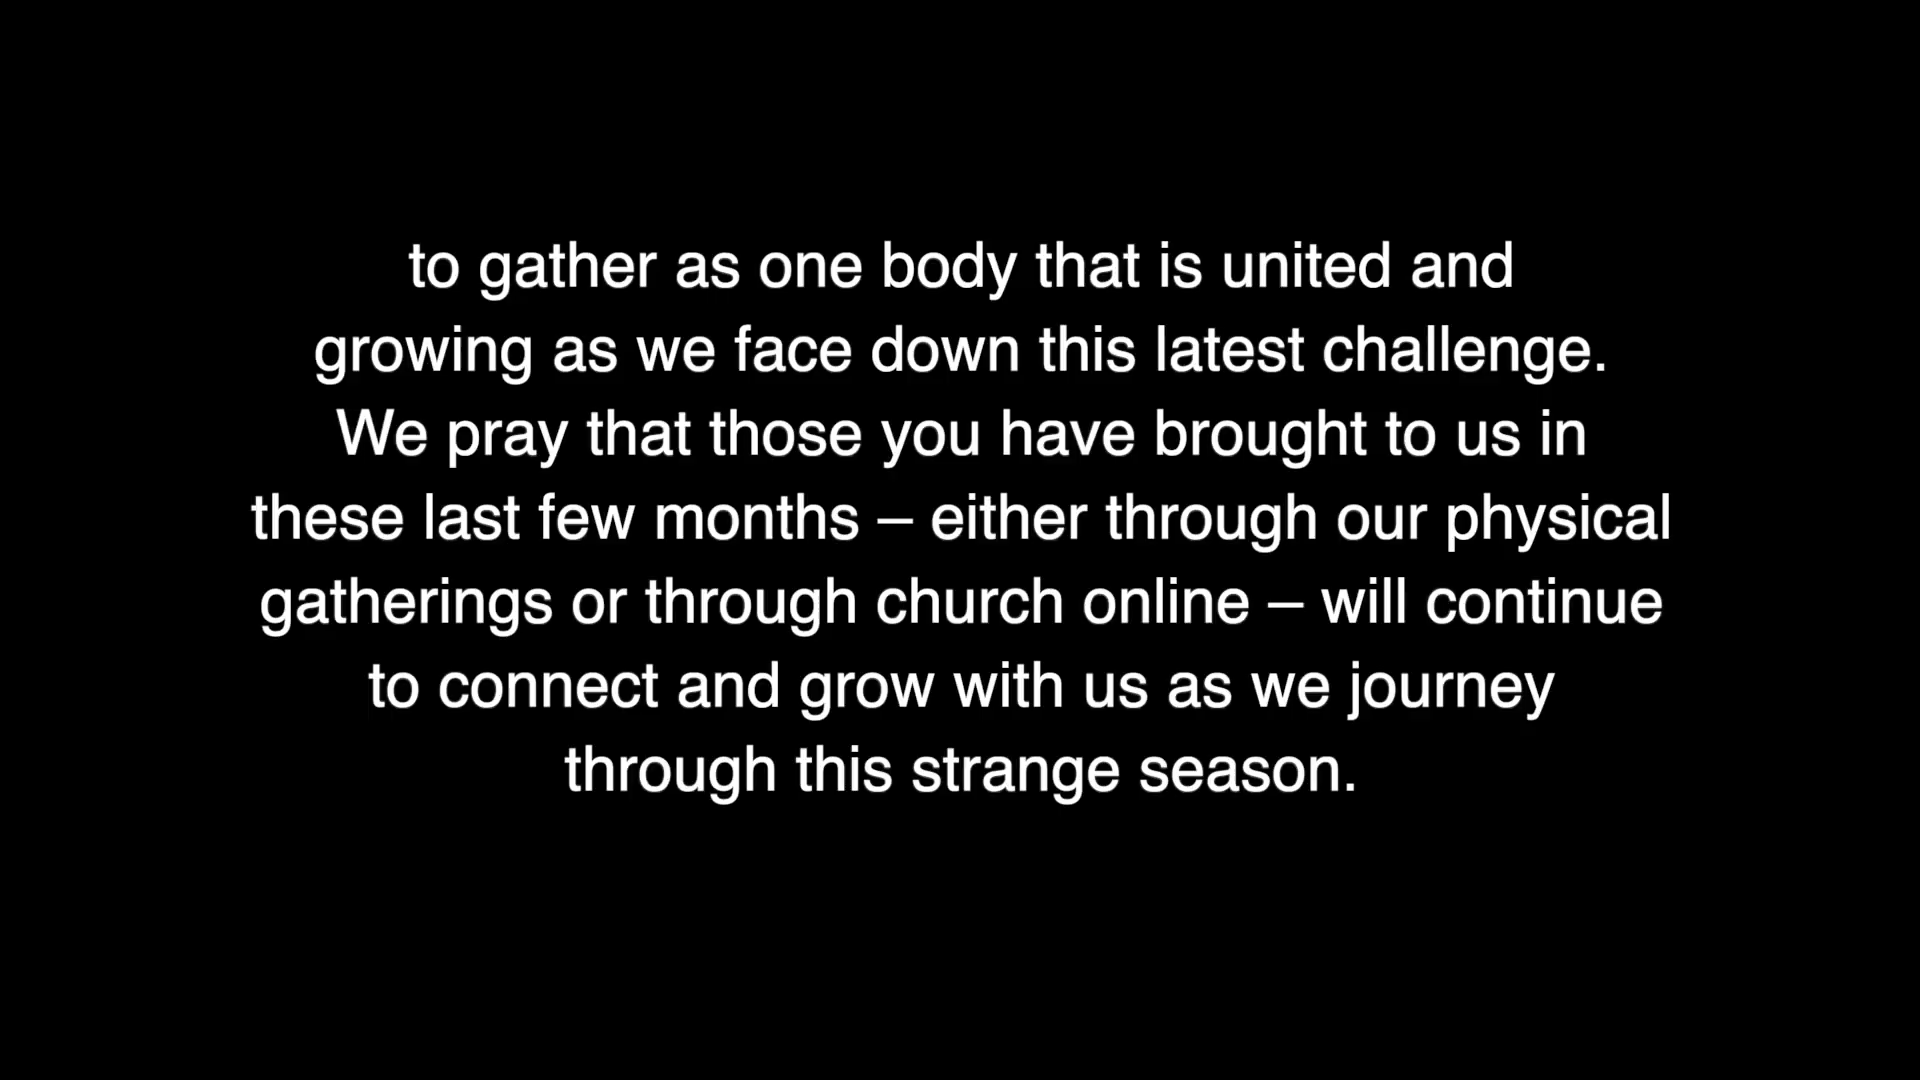 to gather as one body that is united and
growing as we face down this latest challenge.
We pray that those you have brought to us in
these last few months – either through our physical
gatherings or through church online – will continue
to connect and grow with us as we journey
through this strange season.